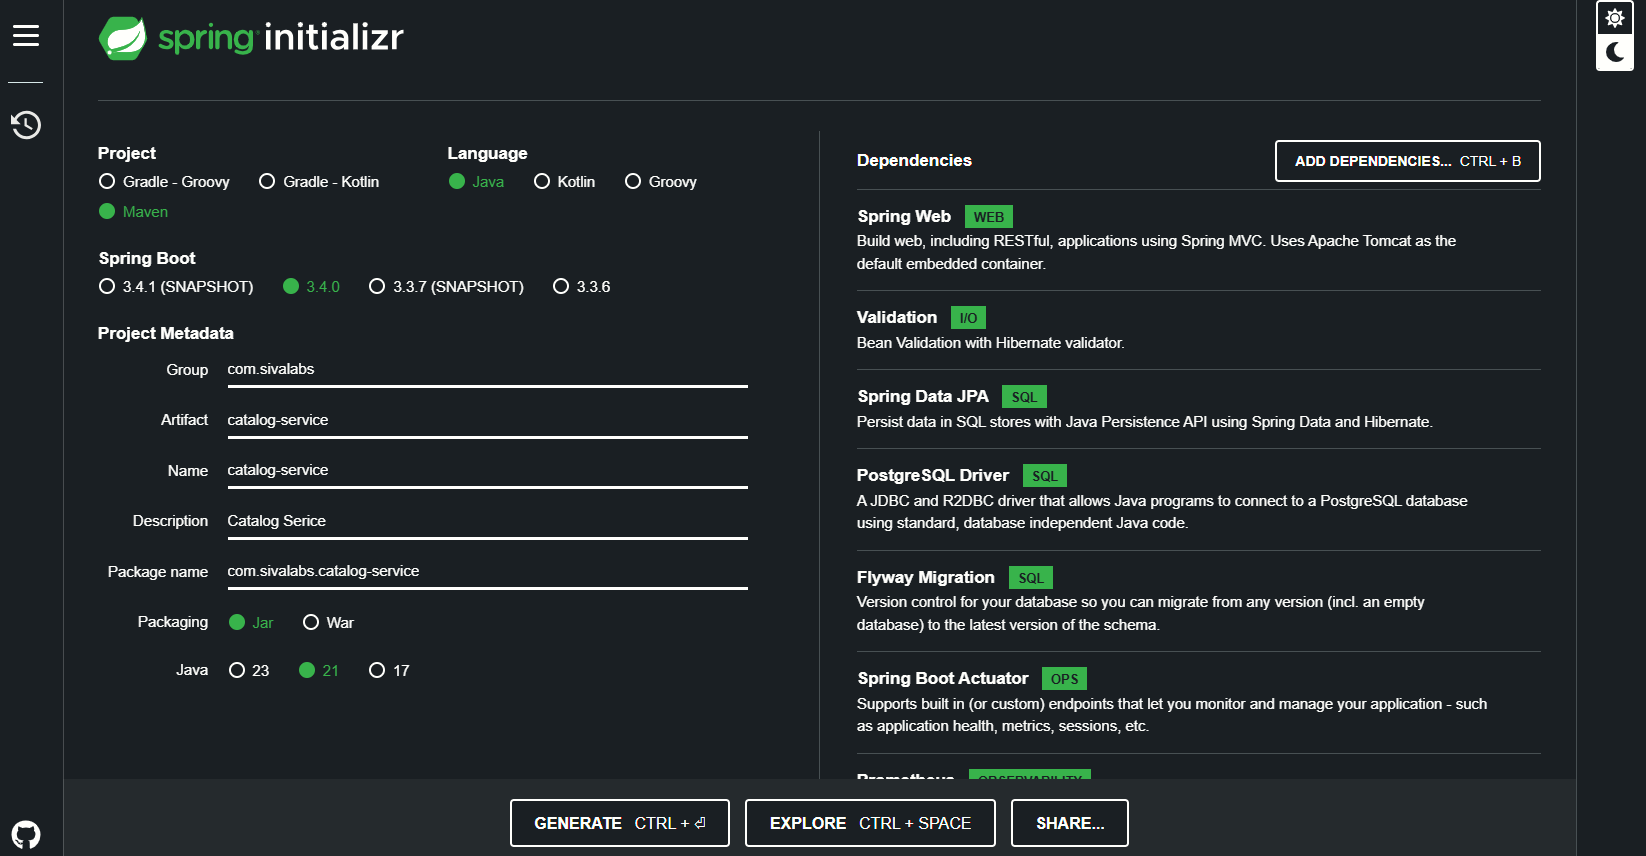 spring initializr
Project
Gradle - Groovy
Gradle - Kotlin
Maven
Language
Java
Kotlin
Groovy
Spring Boot
3.4.1 (SNAPSHOT)
3.4.0
3.3.7 (SNAPSHOT)
3.3.6
Project Metadata
Group com.sivalabs
Artifact catalog-service
Name catalog-service
Description Catalog Serice
Package name com.sivalabs.catalog-service
Packaging Jar War
Java 23 21 17
Dependencies
ADD DEPENDENCIES... CTRL + B
Spring Web WEB
Build web, including RESTful, applications using Spring MVC. Uses Apache Tomcat as the
default embedded container.
Validation I/O
Bean Validation with Hibernate validator.
Spring Data JPA SQL
Persist data in SQL stores with Java Persistence API using Spring Data and Hibernate.
PostgreSQL Driver SQL
A JDBC and R2DBC driver that allows Java programs to connect to a PostgreSQL database
using standard, database independent Java code.
Flyway Migration SQL
Version control for your database so you can migrate from any version (incl. an empty
database) to the latest version of the schema.
Spring Boot Actuator OPS
Supports built in (or custom) endpoints that let you monitor and manage your application - such
as application health, metrics, sessions, etc.
Prometheus OBSERVABILITY
GENERATE CTRL + ⏎
EXPLORE CTRL + SPACE
SHARE...